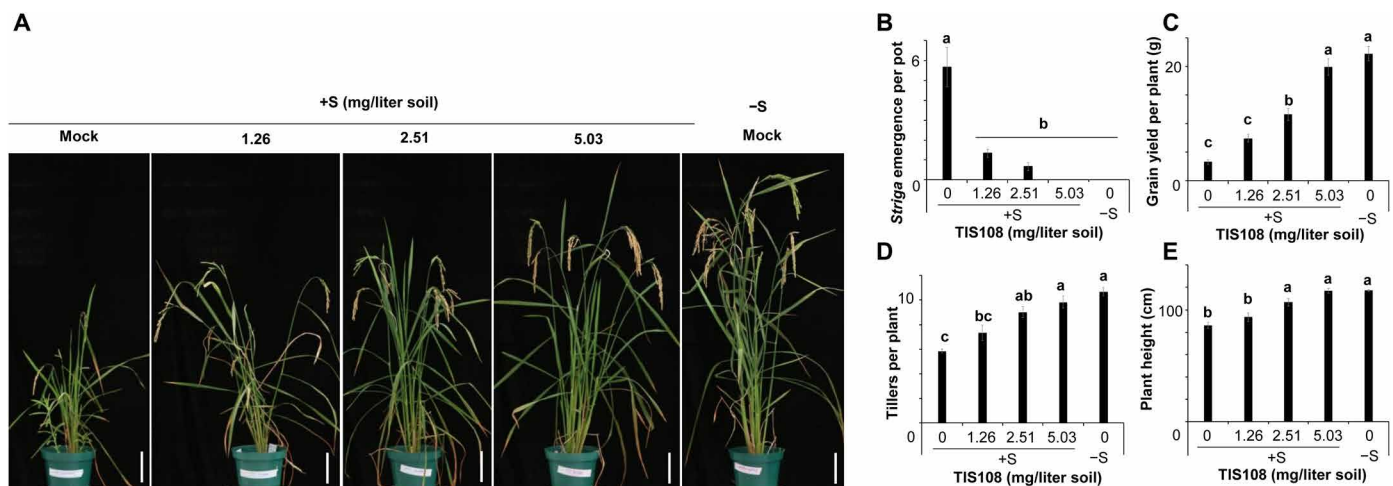 A
+S (mg/liter soil)
−S
Mock
1.26
2.51
5.03
Mock
B
Striga emergence per pot
6
0
a
b
0
1.26
2.51
5.03
0
+S
−S
TIS108 (mg/liter soil)
C
Grain yield per plant (g)
20
0
c
c
b
a
a
0
1.26
2.51
5.03
0
+S
−S
TIS108 (mg/liter soil)
D
Tillers per plant
10
0
c
bc
ab
a
a
0
1.26
2.51
5.03
0
+S
−S
TIS108 (mg/liter soil)
E
Plant height (cm)
100
0
b
b
a
a
a
0
1.26
2.51
5.03
0
+S
−S
TIS108 (mg/liter soil)